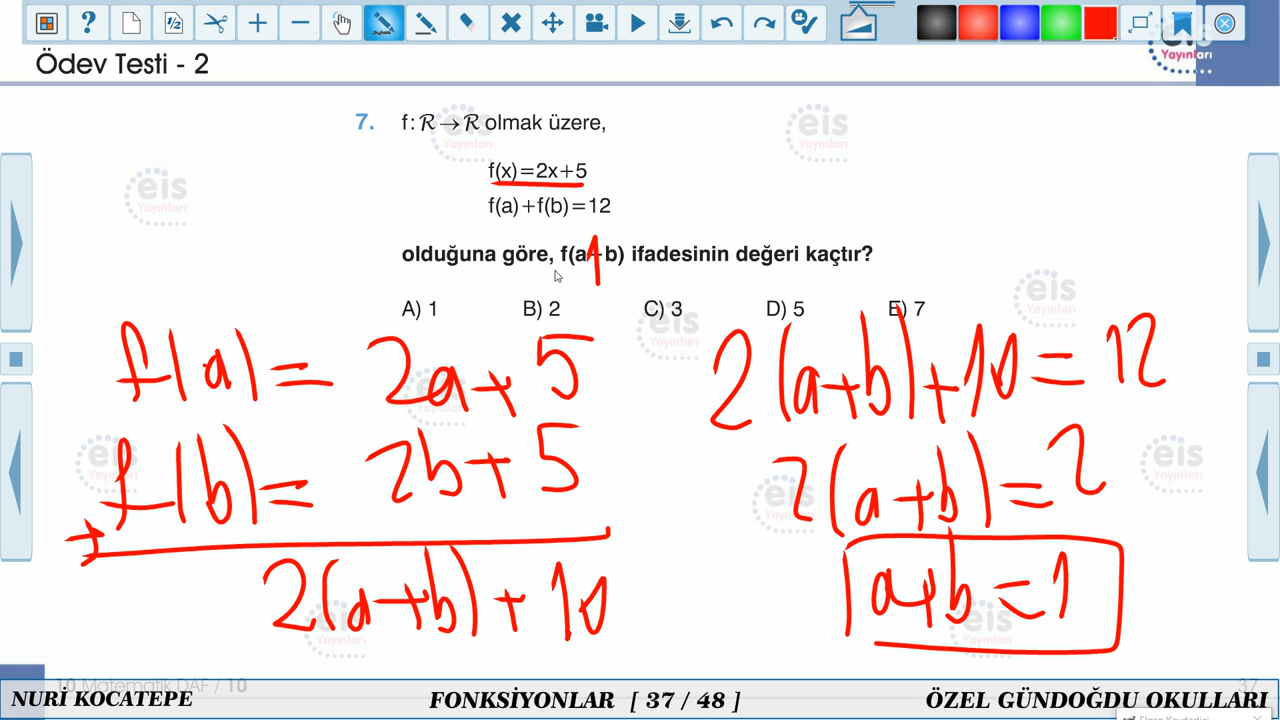 Ödev Testi - 2
eis
Yayınları
7. f: R→R olmak üzere,
f(x)=2x+5
f(a)+f(b)=12
olduğuna göre, f(a+b) ifadesinin değeri kaçtır?
1
A) 1 B) 2 C) 3 D) 5 E) 7
f(a) = 2a + 5
f(b) = 2b + 5
+
2(a+b) + 10
2(a+b) + 10 = 12
2(a+b) = 2
a+b = 1
10 Matematik DAF / 10
37
NURİ KOCATEPE FONKSİYONLAR [ 37 / 48 ] ÖZEL GÜNDOĞDU OKULLARI